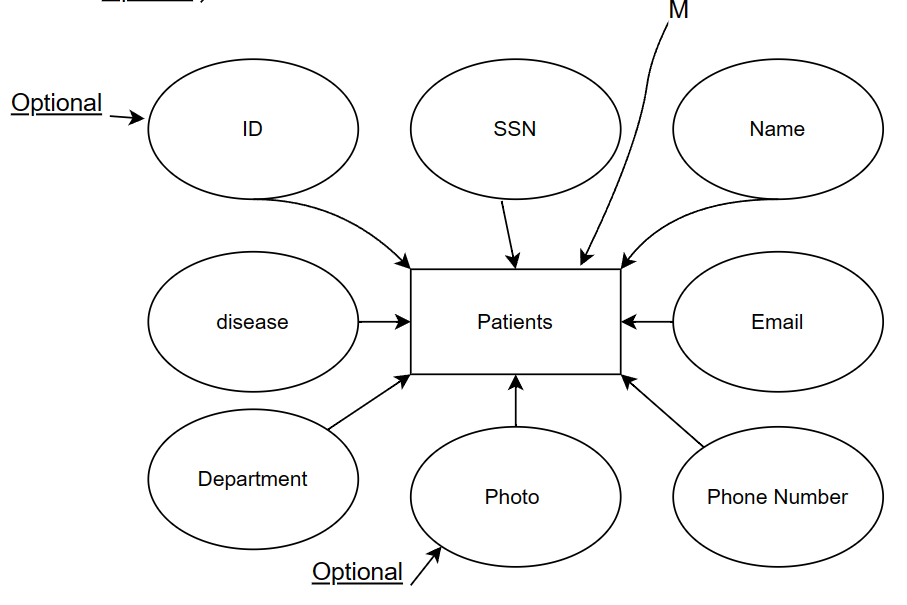 M
Optional
ID
SSN
Name
disease
Patients
Email
Department
Photo
Phone Number
Optional